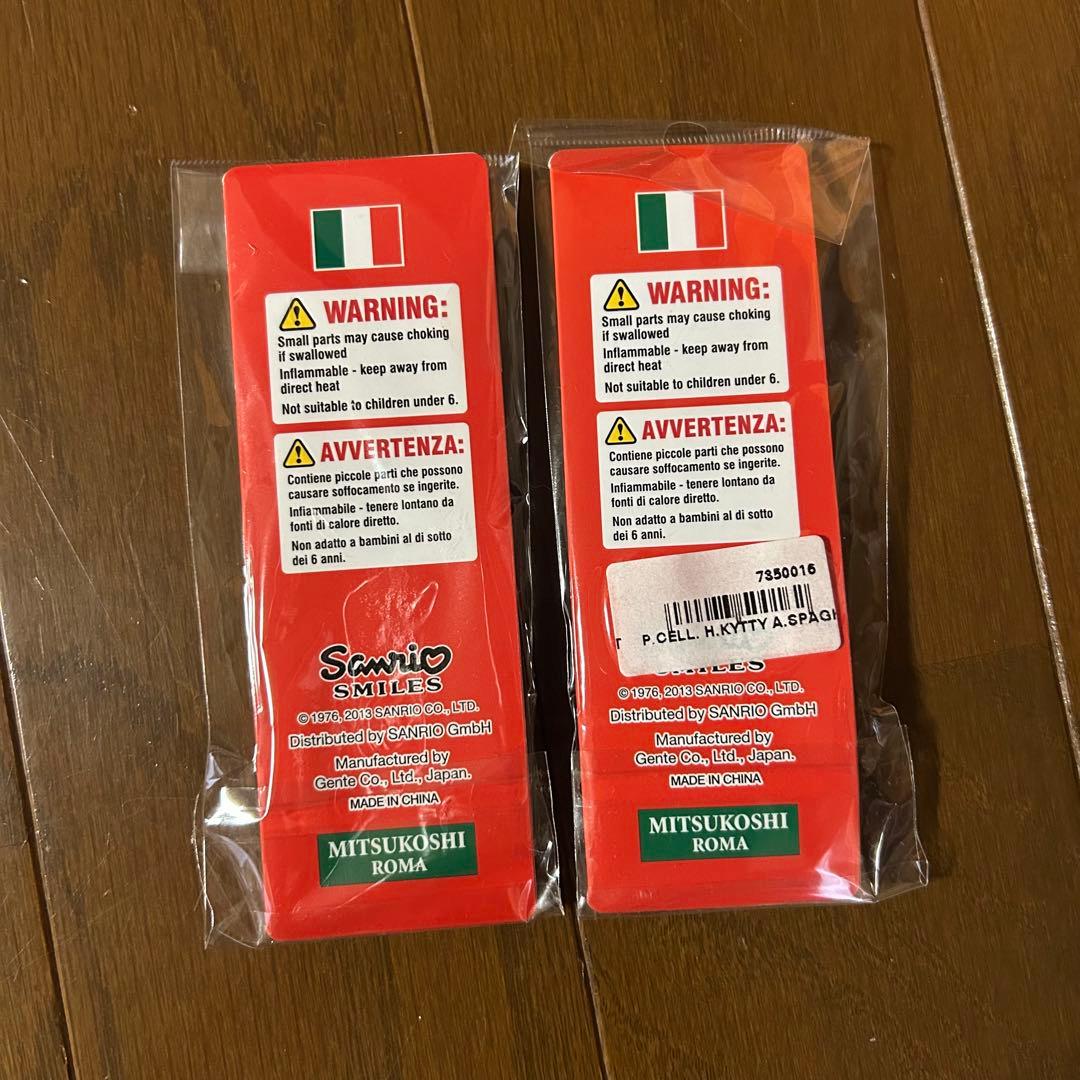 WARNING:
Small parts may cause choking
if swallowed
Inflammable - keep away from
direct heat
Not suitable to children under 6.
AVVERTENZA:
Contiene piccole parti che possono
causare soffocamento se ingerite.
Infiammabile - tenere lontano da
fonti di calore diretto.
Non adatto a bambini al di sotto
dei 6 anni.
Sanrio
SMILES
© 1976, 2013 SANRIO CO., LTD.
Distributed by SANRIO GmbH
Manufactured by
Gente Co., Ltd., Japan.
MADE IN CHINA
MITSUKOSHI
ROMA
WARNING:
Small parts may cause choking
if swallowed
Inflammable - keep away from
direct heat
Not suitable to children under 6.
AVVERTENZA:
Contiene piccole parti che possono
causare soffocamento se ingerite.
Infiammabile - tenere lontano da
fonti di calore diretto.
Non adatto a bambini al di sotto
dei 6 anni.
7350016
T P.CELL. H.KYTTY A.SPAGH
SMILES
© 1976, 2013 SANRIO CO., LTD.
Distributed by SANRIO GmbH
Manufactured by
Gente Co., Ltd., Japan.
MADE IN CHINA
MITSUKOSHI
ROMA